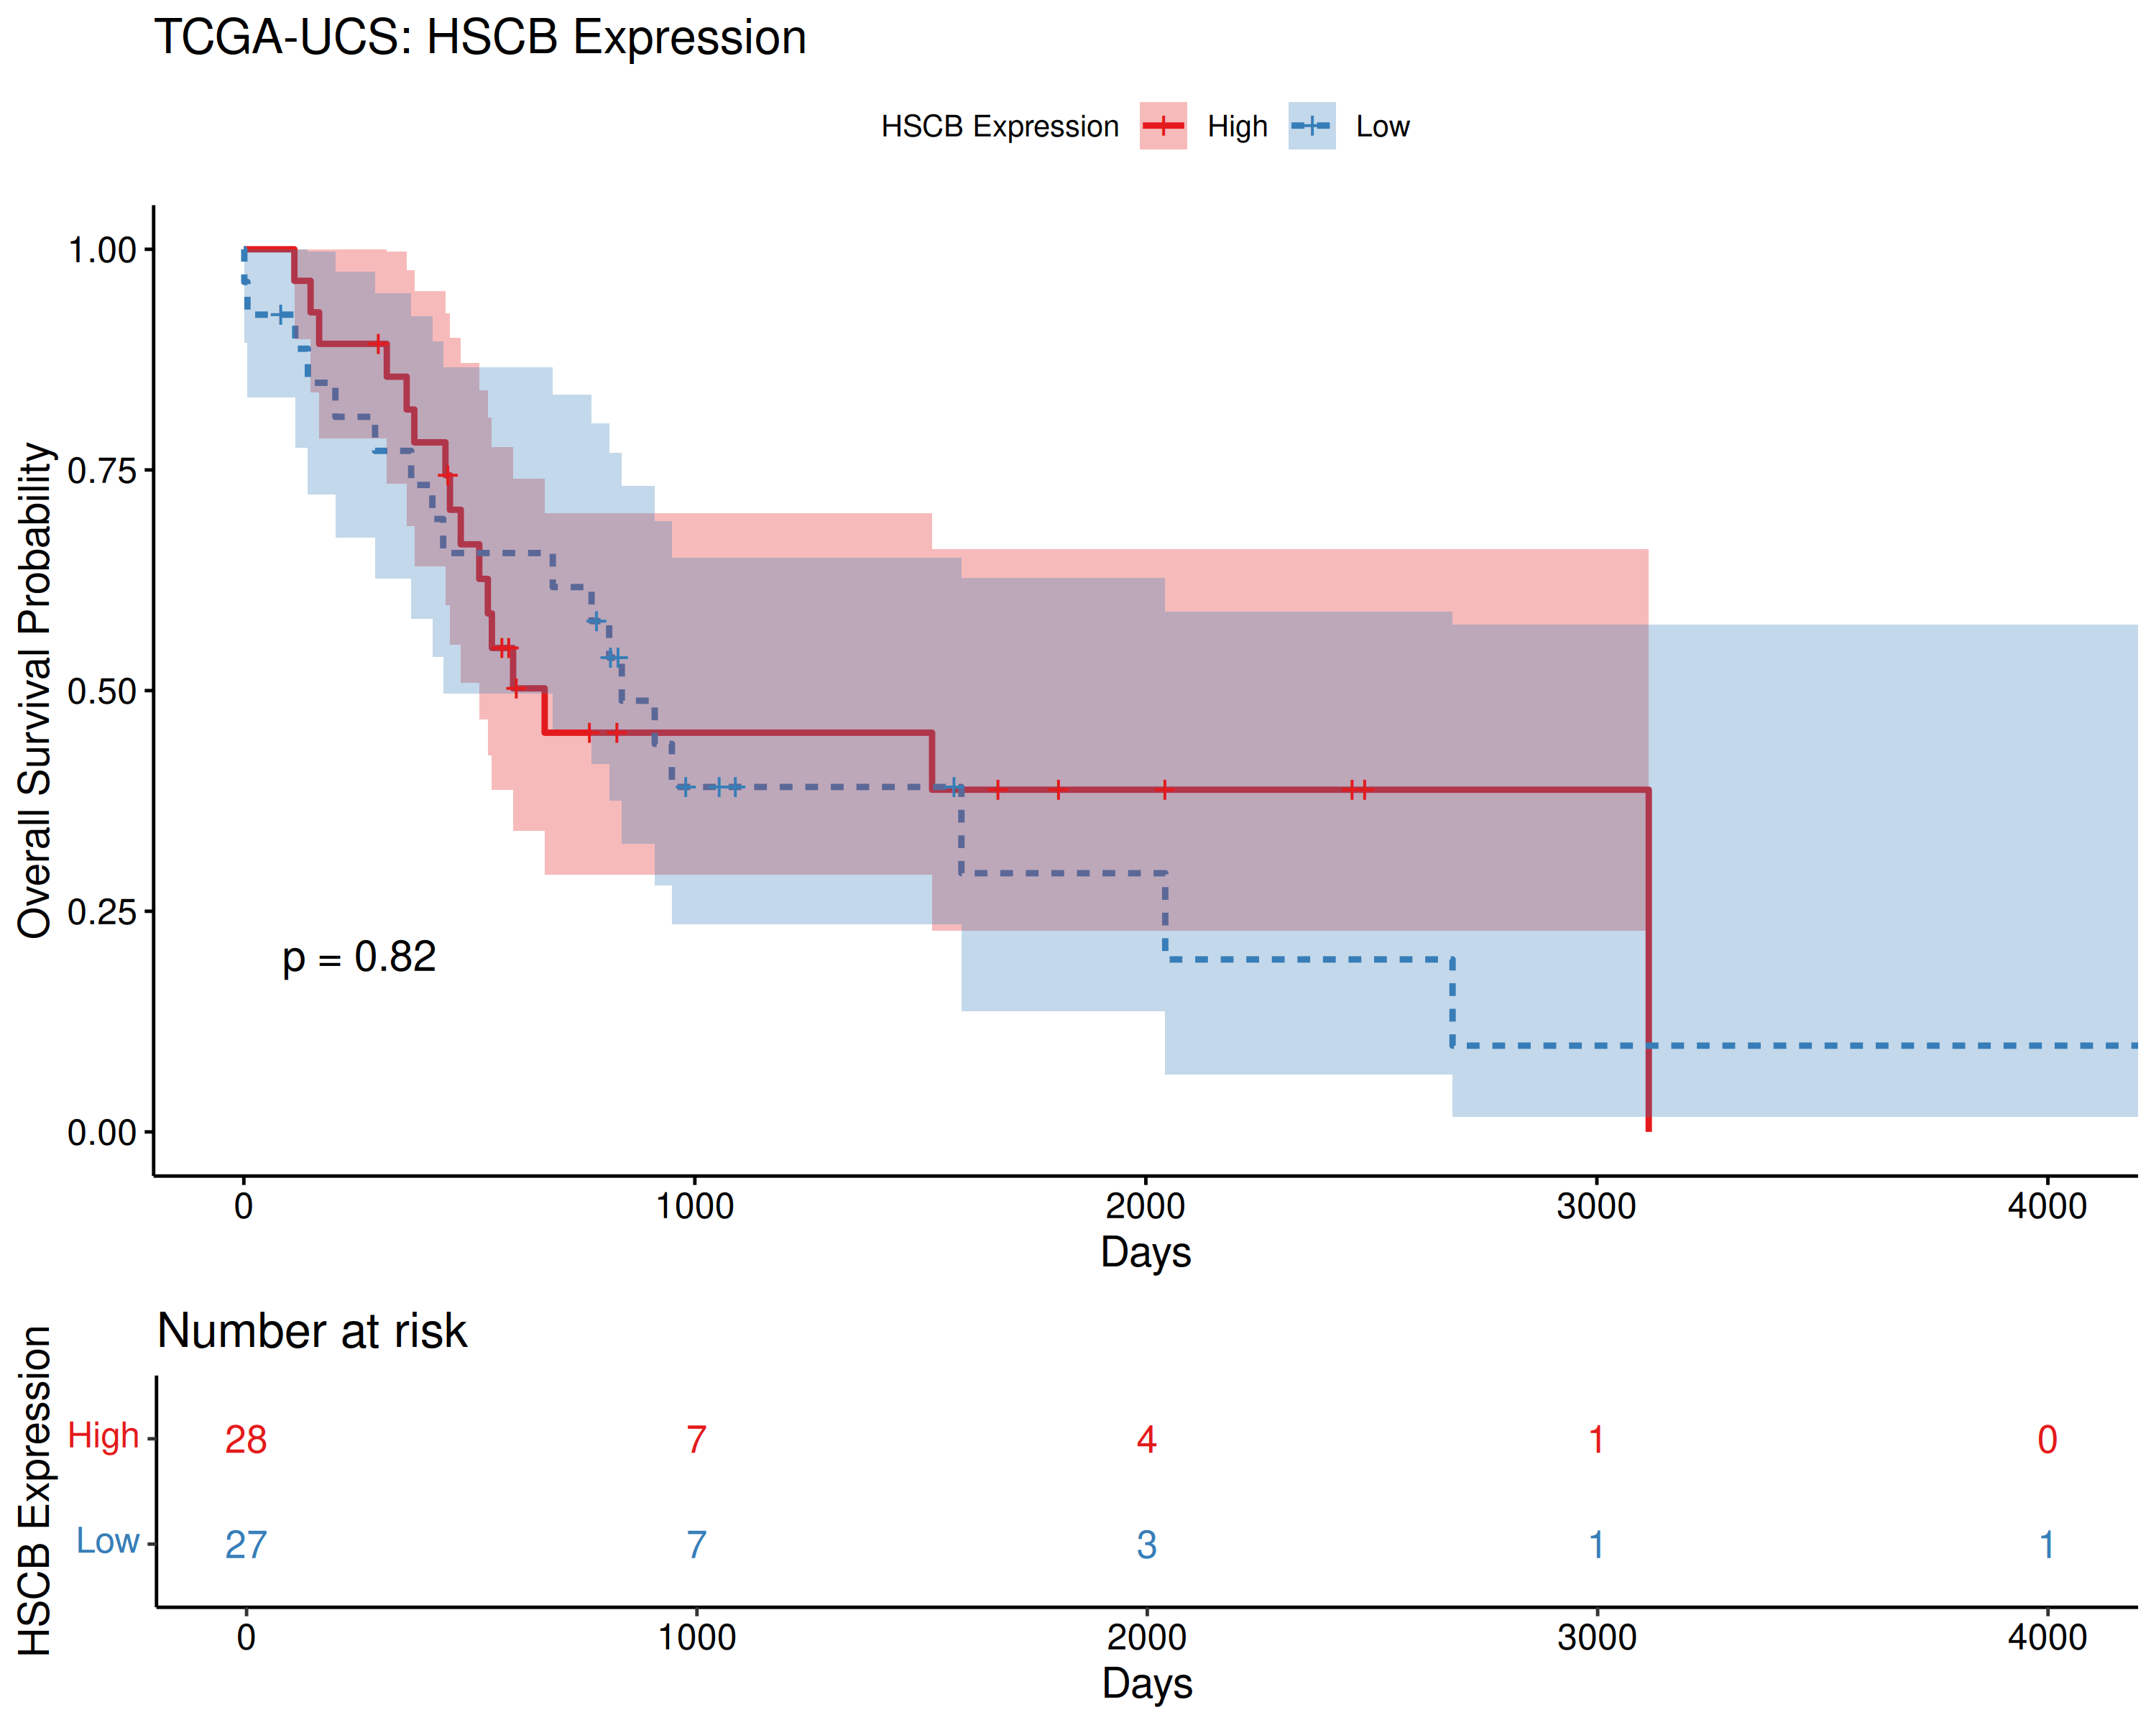 TCGA-UCS: HSCB Expression
HSCB Expression High Low
Overall Survival Probability
1.00
0.75
0.50
0.25
0.00
p = 0.82
0 1000 2000 3000 4000
Days
Number at risk
HSCB Expression
High 28 7 4 1 0
Low 27 7 3 1 1
0 1000 2000 3000 4000
Days